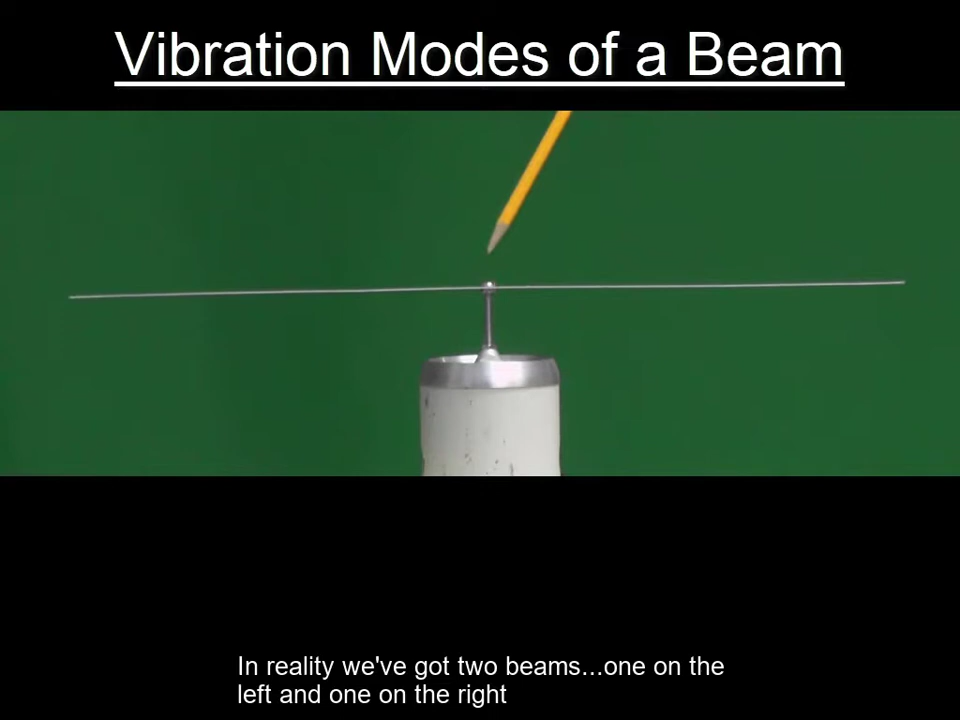 Vibration Modes of a Beam
In reality we've got two beams...one on the
left and one on the right